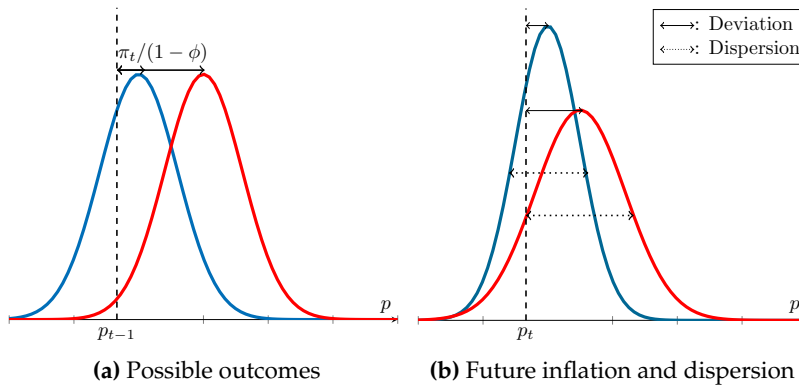 π_t/(1 − ϕ)
p
p_{t−1}
(a) Possible outcomes
↔: Deviation
↔: Dispersion
p
p_t
(b) Future inflation and dispersion